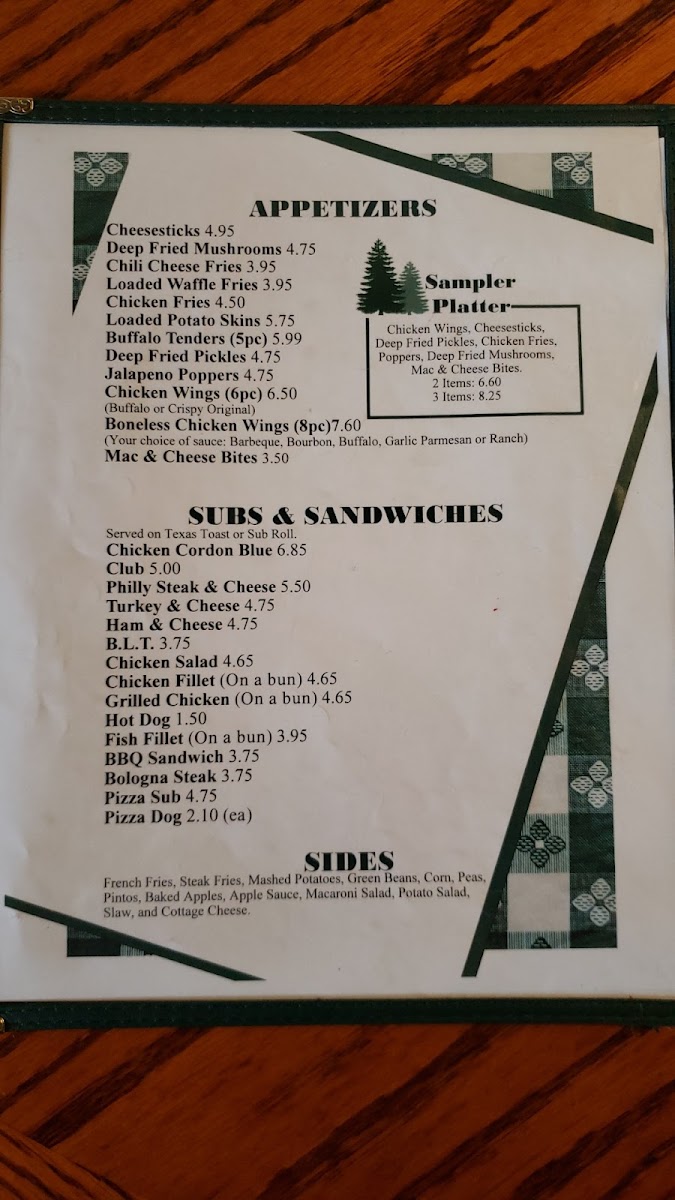 APPETIZERS
Cheesesticks 4.95
Deep Fried Mushrooms 4.75
Chili Cheese Fries 3.95
Loaded Waffle Fries 3.95
Chicken Fries 4.50
Loaded Potato Skins 5.75
Buffalo Tenders (5pc) 5.99
Deep Fried Pickles 4.75
Jalapeno Poppers 4.75
Chicken Wings (6pc) 6.50
(Buffalo or Crispy Original)
Boneless Chicken Wings (8pc)7.60
(Your choice of sauce: Barbeque, Bourbon, Buffalo, Garlic Parmesan or Ranch)
Mac & Cheese Bites 3.50
Sampler
Platter
Chicken Wings, Cheesesticks,
Deep Fried Pickles, Chicken Fries,
Poppers, Deep Fried Mushrooms,
Mac & Cheese Bites.
2 Items: 6.60
3 Items: 8.25
SUBS & SANDWICHES
Served on Texas Toast or Sub Roll.
Chicken Cordon Blue 6.85
Club 5.00
Philly Steak & Cheese 5.50
Turkey & Cheese 4.75
Ham & Cheese 4.75
B.L.T. 3.75
Chicken Salad 4.65
Chicken Fillet (On a bun) 4.65
Grilled Chicken (On a bun) 4.65
Hot Dog 1.50
Fish Fillet (On a bun) 3.95
BBQ Sandwich 3.75
Bologna Steak 3.75
Pizza Sub 4.75
Pizza Dog 2.10 (ea)
SIDES
French Fries, Steak Fries, Mashed Potatoes, Green Beans, Corn, Peas,
Pintos, Baked Apples, Apple Sauce, Macaroni Salad, Potato Salad,
Slaw, and Cottage Cheese.